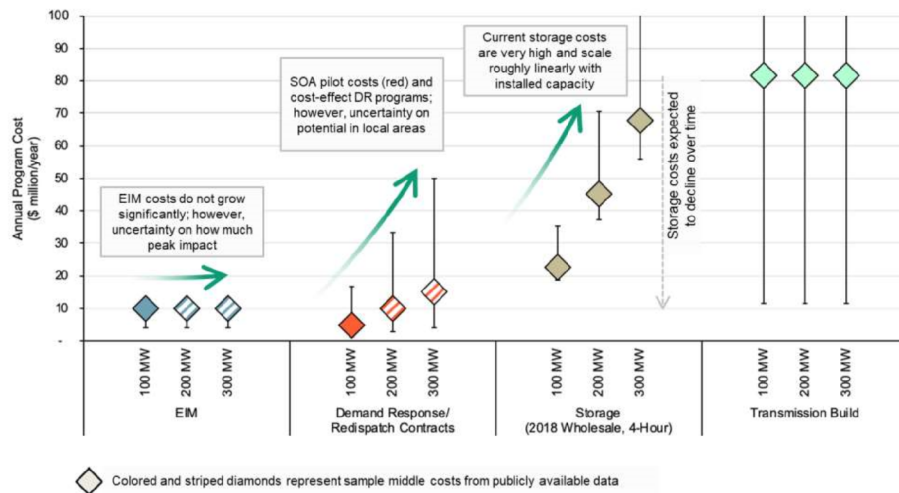 100
90
80
70
60
50
40
30
20
10
-
Annual Program Cost
($ million/year)
EIM costs do not grow
significantly; however,
uncertainty on how much
peak impact
SOA pilot costs (red) and
cost-effect DR programs;
however, uncertainty on
potential in local areas
Current storage costs
are very high and scale
roughly linearly with
installed capacity
Storage costs expected
to decline over time
100 MW
200 MW
300 MW
EIM
100 MW
200 MW
300 MW
Demand Response/
Redispatch Contracts
100 MW
200 MW
300 MW
Storage
(2018 Wholesale, 4-Hour)
100 MW
200 MW
300 MW
Transmission Build
Colored and striped diamonds represent sample middle costs from publicly available data